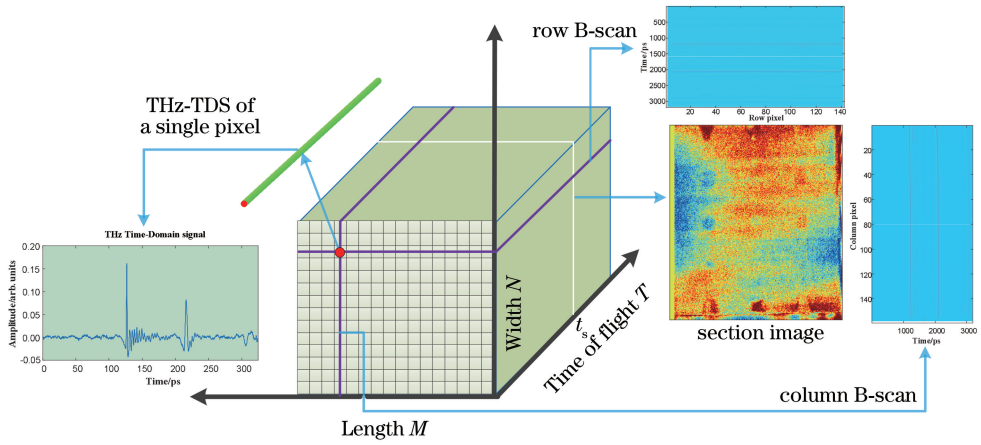 row B-scan
Time/ps
0
500
1000
1500
2000
2500
3000
20
40
60
80
100
120
140
Row pixel
THz-TDS of
a single pixel
THz Time-Domain signal
Amplitude/arb. units
0.20
0.15
0.10
0.05
0.00
-0.05
0
50
100
150
200
250
300
Time/ps
Length M
Width N
Time of flight T
ts
section image
Column pixel
20
40
60
80
100
120
140
1000
2000
3000
Time/ps
column B-scan